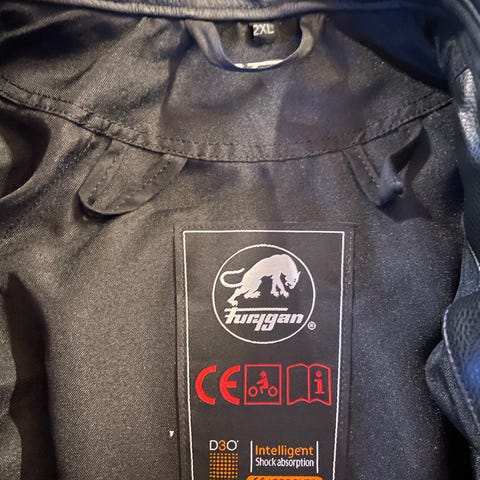 2XL
Furygan®
CE
i
D3O®
Intelligent
Shock absorption